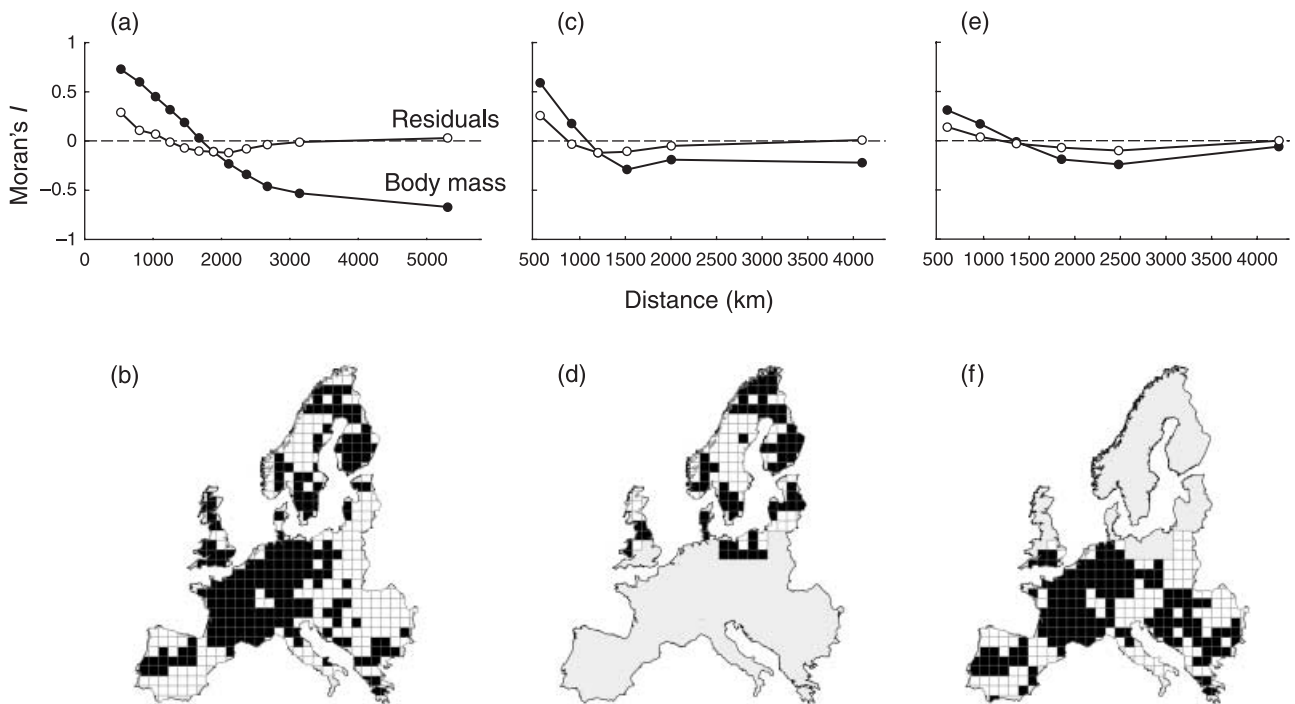 (a) (c) (e)
1
0.5
0
−0.5
−1
Moran's I
Residuals
Body mass
0 1000 2000 3000 4000 5000
500 1000 1500 2000 2500 3000 3500 4000
500 1000 1500 2000 2500 3000 3500 4000
Distance (km)
(b) (d) (f)